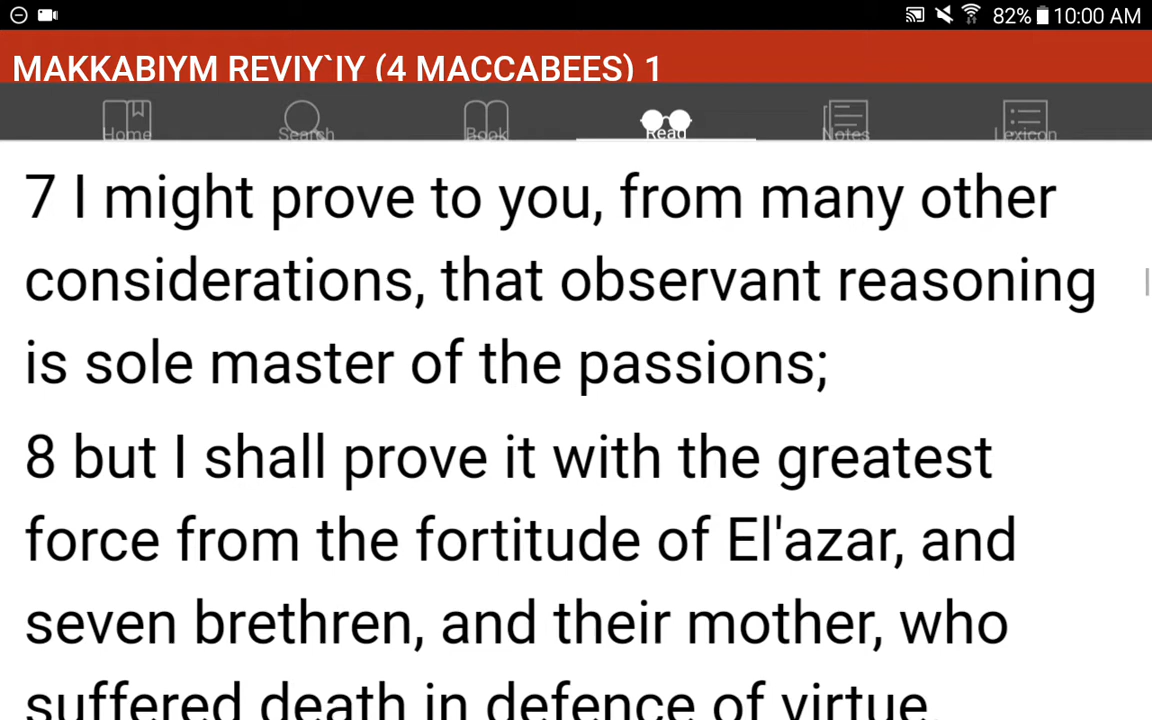 82% 10:00 AM
MAKKABIYM REVIY`IY (4 MACCABEES) 1
Home Search Book Read Notes Lexicon
7 I might prove to you, from many other
considerations, that observant reasoning
is sole master of the passions;
8 but I shall prove it with the greatest
force from the fortitude of El'azar, and
seven brethren, and their mother, who
suffered death in defence of virtue.